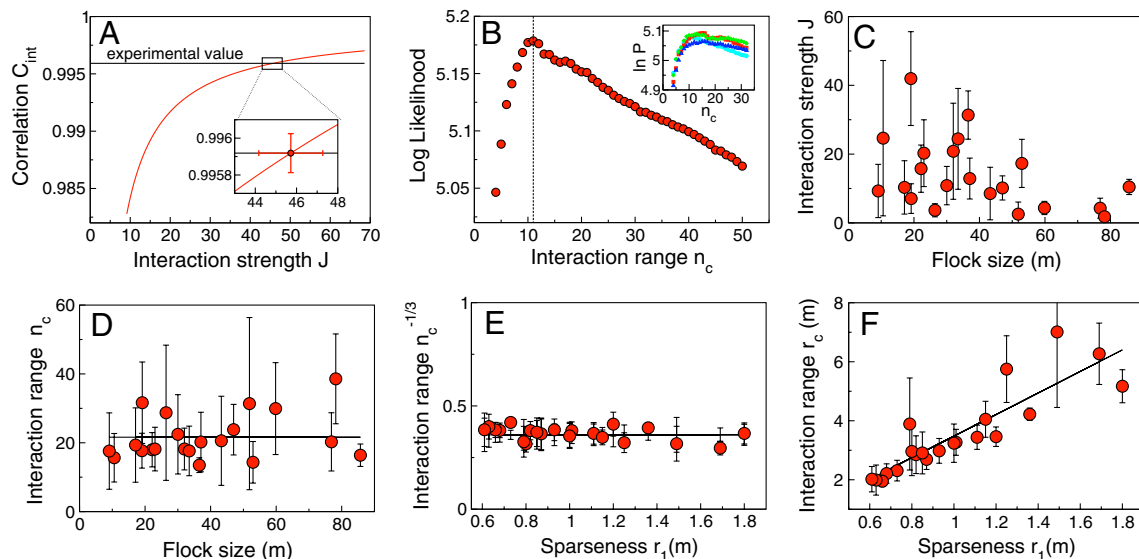 A
experimental value
Correlation C_int
1
0.995
0.99
0.985
0.996
0.9958
44 46 48
0 10 20 30 40 50 60 70
Interaction strength J
B
Log Likelihood
5.2
5.15
5.1
5.05
ln P
5.1
5
4.9
0 10 20 30
n_c
0 10 20 30 40 50
Interaction range n_c
C
Interaction strength J
60
40
20
0
0 20 40 60 80
Flock size (m)
D
Interaction range n_c
60
40
20
0
0 20 40 60 80
Flock size (m)
E
Interaction range n_c^-1/3
1
0.5
0
0.6 0.8 1 1.2 1.4 1.6 1.8
Sparseness r_1(m)
F
Interaction range r_c (m)
8
6
4
2
0.6 0.8 1 1.2 1.4 1.6 1.8
Sparseness r_1(m)